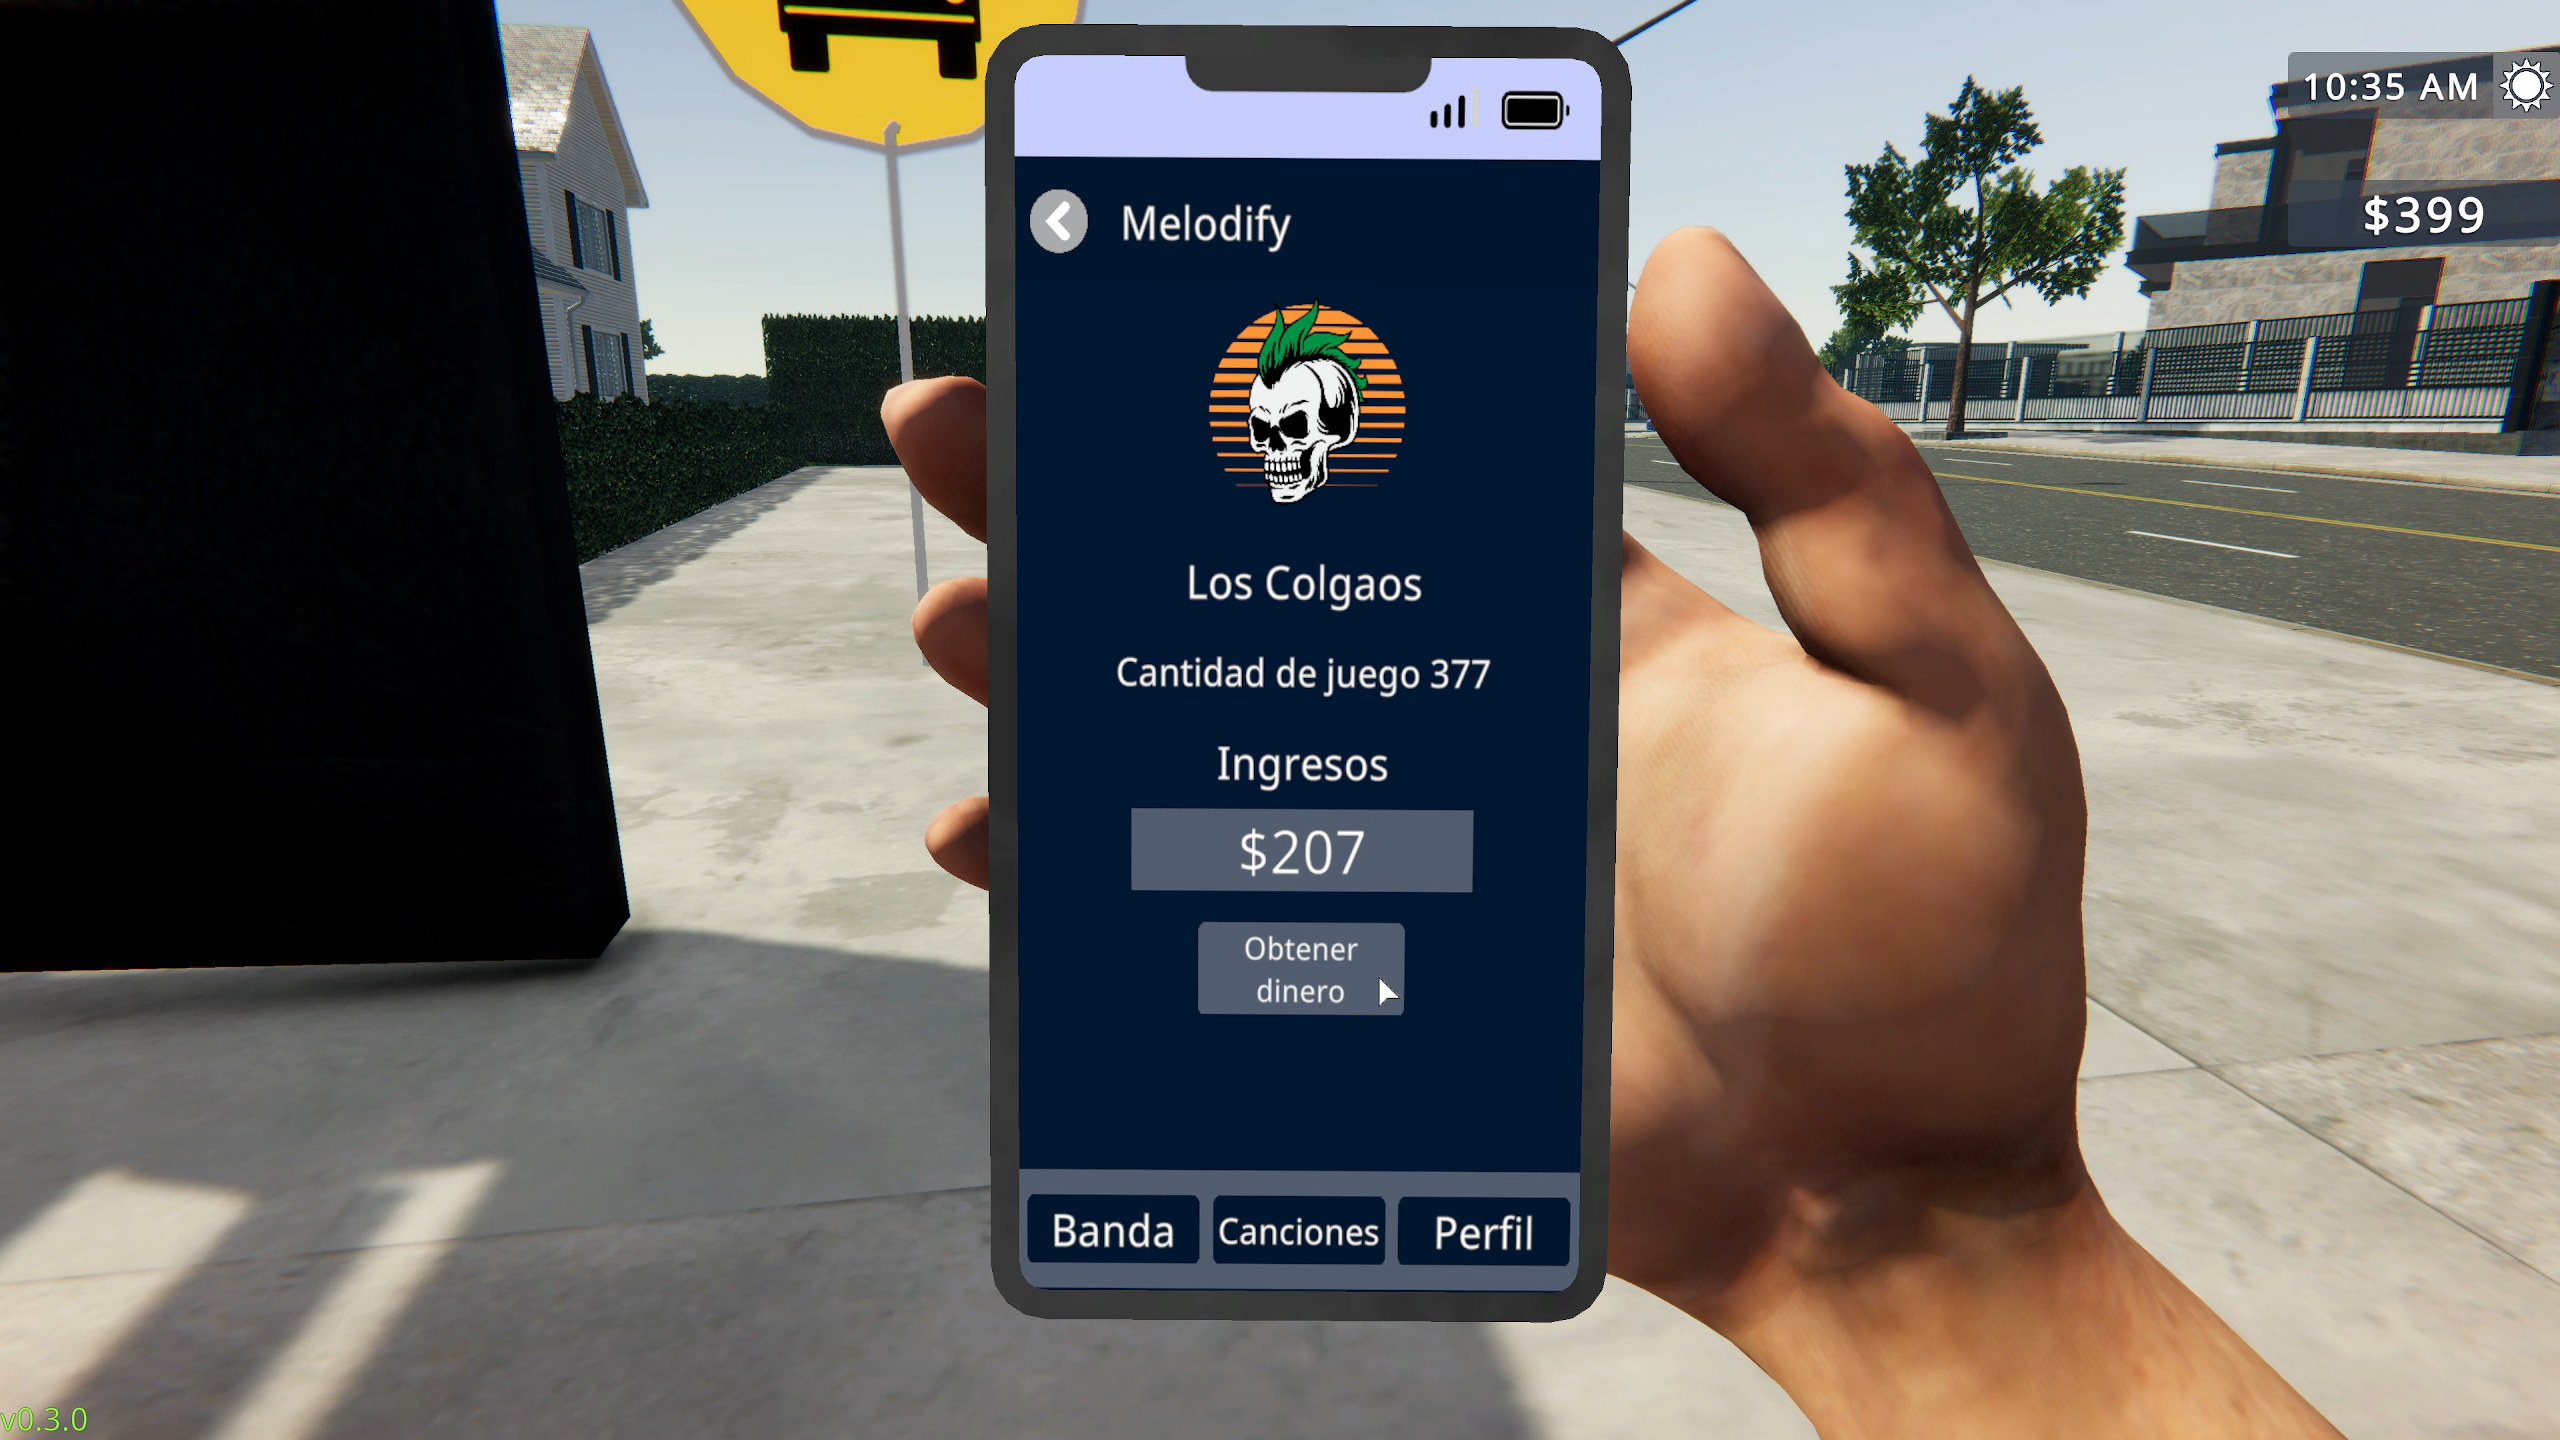 10:35 AM
$399
Melodify
Los Colgaos
Cantidad de juego 377
Ingresos
$207
Obtener
dinero
Banda
Canciones
Perfil
v0.3.0